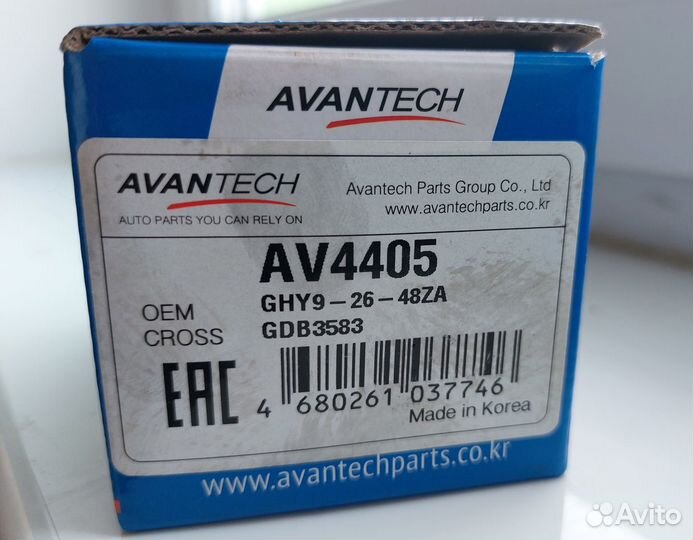 AVANTECH
AVANTECH
AUTO PARTS YOU CAN RELY ON
Avantech Parts Group Co., Ltd
www.avantechparts.co.kr
AV4405
OEM GHY9-26-48ZA
CROSS GDB3583
EAC
4 680261 037746
Made in Korea
www.avantechparts.co.kr
Avito